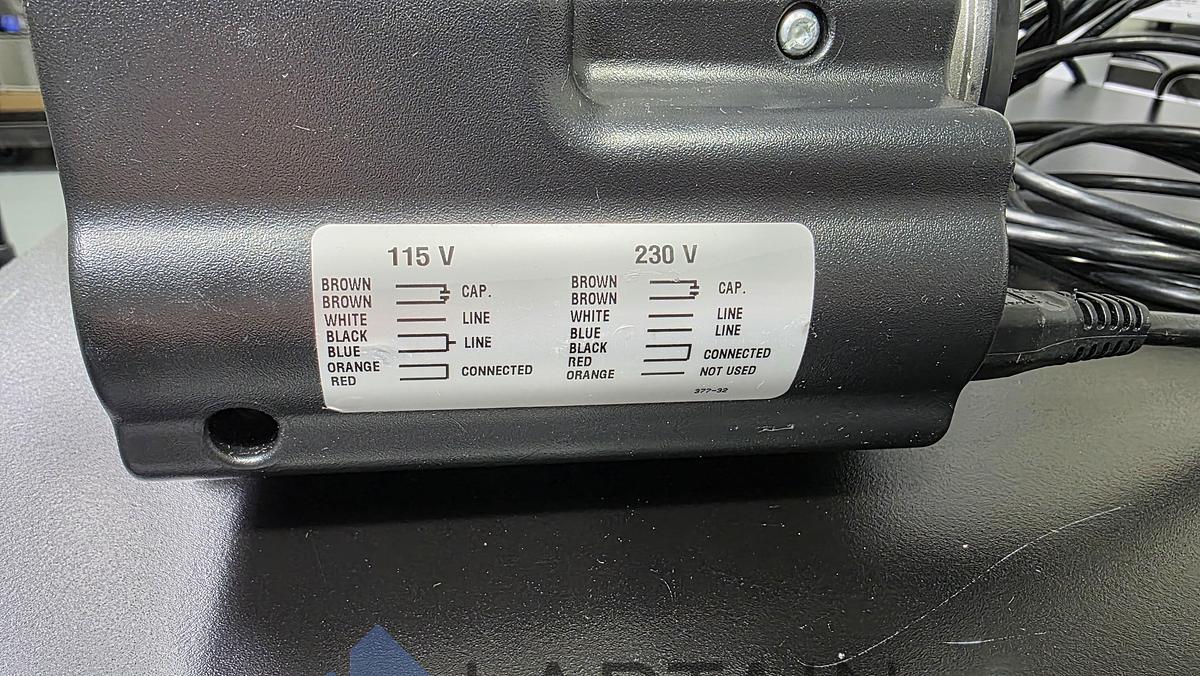 115 V
BROWN
BROWN
CAP.
WHITE
LINE
BLACK
BLUE
LINE
ORANGE
RED
CONNECTED
230 V
BROWN
BROWN
CAP.
WHITE
LINE
BLUE
LINE
BLACK
RED
CONNECTED
ORANGE
NOT USED
377-32